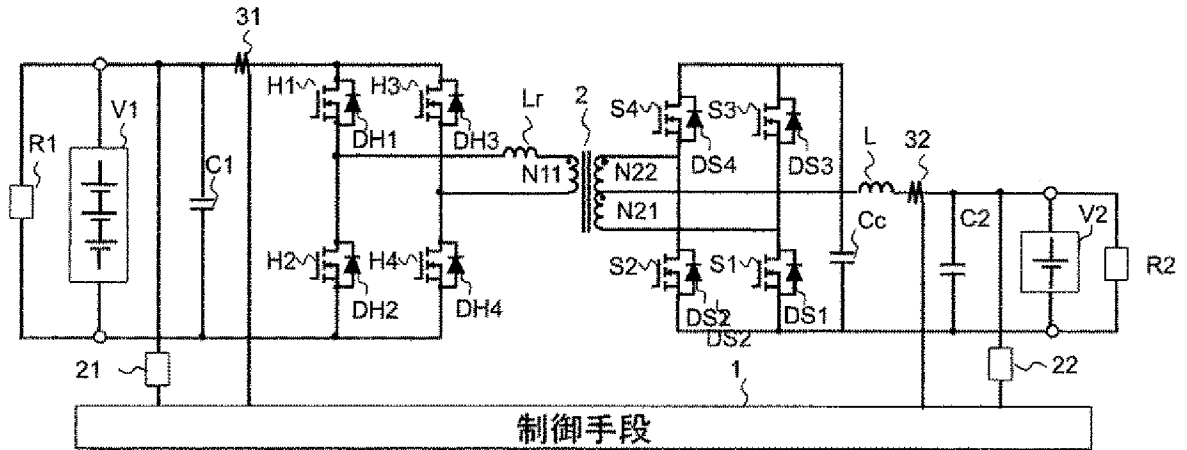 31
H1
H3
Lr
2
S4
S3
V1
R1
C1
DH1
DH3
N11
N22
DS4
DS3
L
32
N21
Cc
C2
V2
R2
H2
H4
S2
S1
DH2
DH4
DS2
DS1
DS2
21
1
22
制御手段